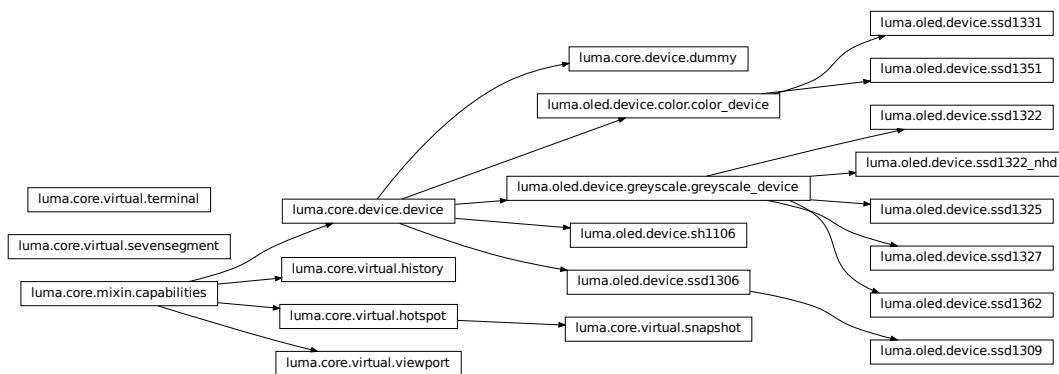 luma.core.virtual.terminal
luma.core.virtual.sevensegment
luma.core.mixin.capabilities
luma.core.device.device
luma.core.virtual.history
luma.core.virtual.hotspot
luma.core.virtual.viewport
luma.core.device.dummy
luma.oled.device.color.color_device
luma.oled.device.greyscale.greyscale_device
luma.oled.device.sh1106
luma.oled.device.ssd1306
luma.core.virtual.snapshot
luma.oled.device.ssd1331
luma.oled.device.ssd1351
luma.oled.device.ssd1322
luma.oled.device.ssd1322_nhd
luma.oled.device.ssd1325
luma.oled.device.ssd1327
luma.oled.device.ssd1362
luma.oled.device.ssd1309